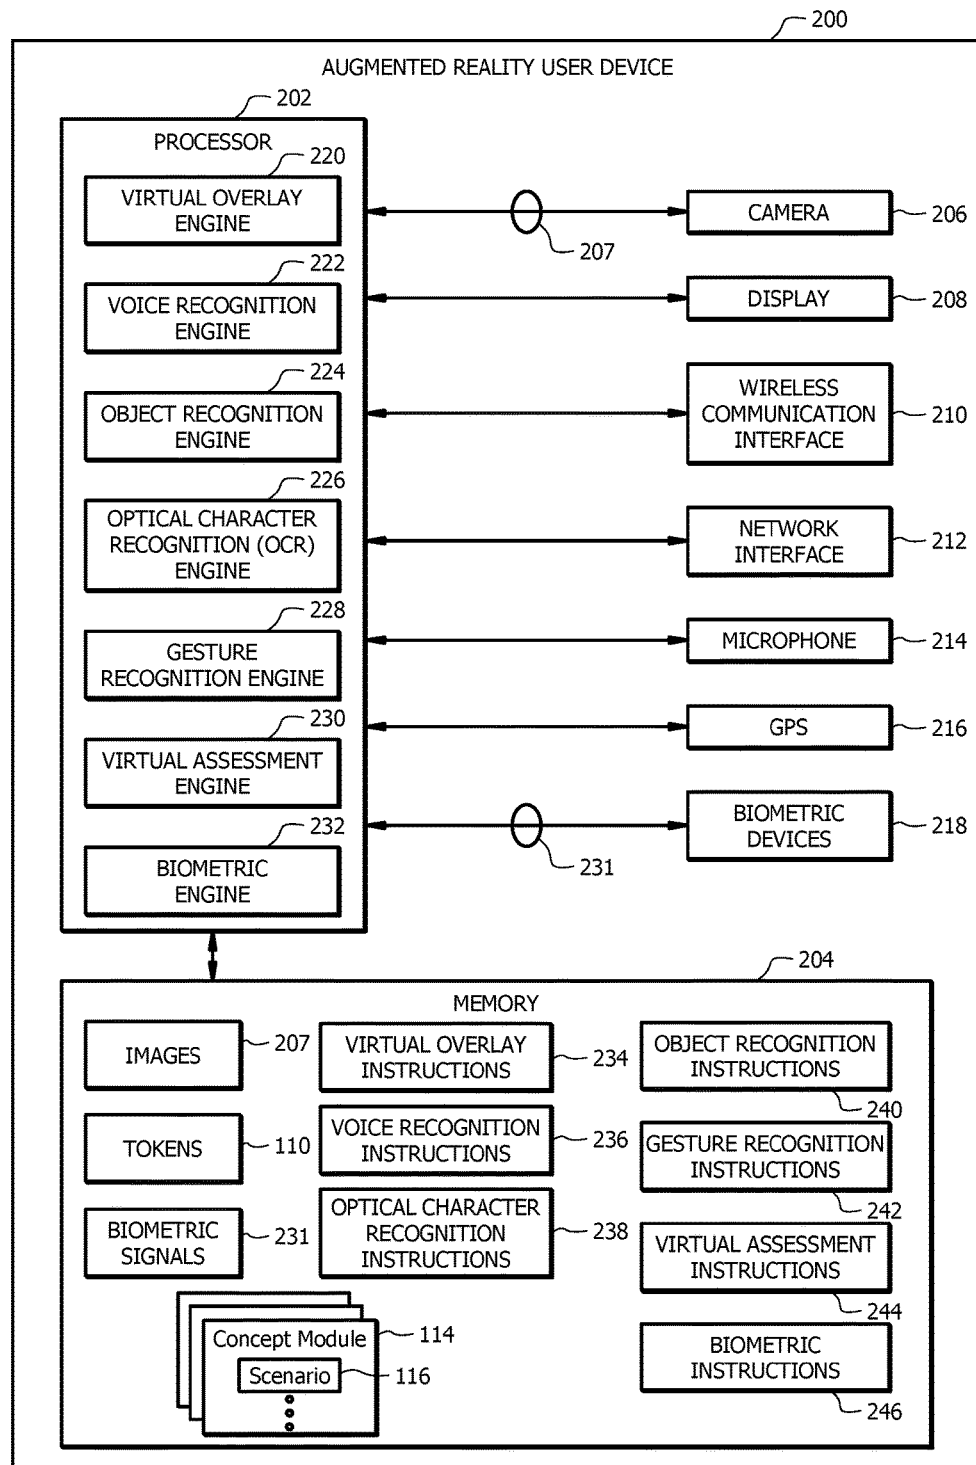 200
AUGMENTED REALITY USER DEVICE
202
PROCESSOR
220
VIRTUAL OVERLAY
ENGINE
222
VOICE RECOGNITION
ENGINE
224
OBJECT RECOGNITION
ENGINE
226
OPTICAL CHARACTER
RECOGNITION (OCR)
ENGINE
228
GESTURE
RECOGNITION ENGINE
230
VIRTUAL ASSESSMENT
ENGINE
232
BIOMETRIC
ENGINE
207
CAMERA
206
DISPLAY
208
WIRELESS
COMMUNICATION
INTERFACE
210
NETWORK
INTERFACE
212
MICROPHONE
214
GPS
216
BIOMETRIC
DEVICES
218
231
204
MEMORY
IMAGES
207
TOKENS
110
BIOMETRIC
SIGNALS
231
Concept Module
114
Scenario
116
VIRTUAL OVERLAY
INSTRUCTIONS
234
VOICE RECOGNITION
INSTRUCTIONS
236
OPTICAL CHARACTER
RECOGNITION
INSTRUCTIONS
238
OBJECT RECOGNITION
INSTRUCTIONS
240
GESTURE RECOGNITION
INSTRUCTIONS
242
VIRTUAL ASSESSMENT
INSTRUCTIONS
244
BIOMETRIC
INSTRUCTIONS
246